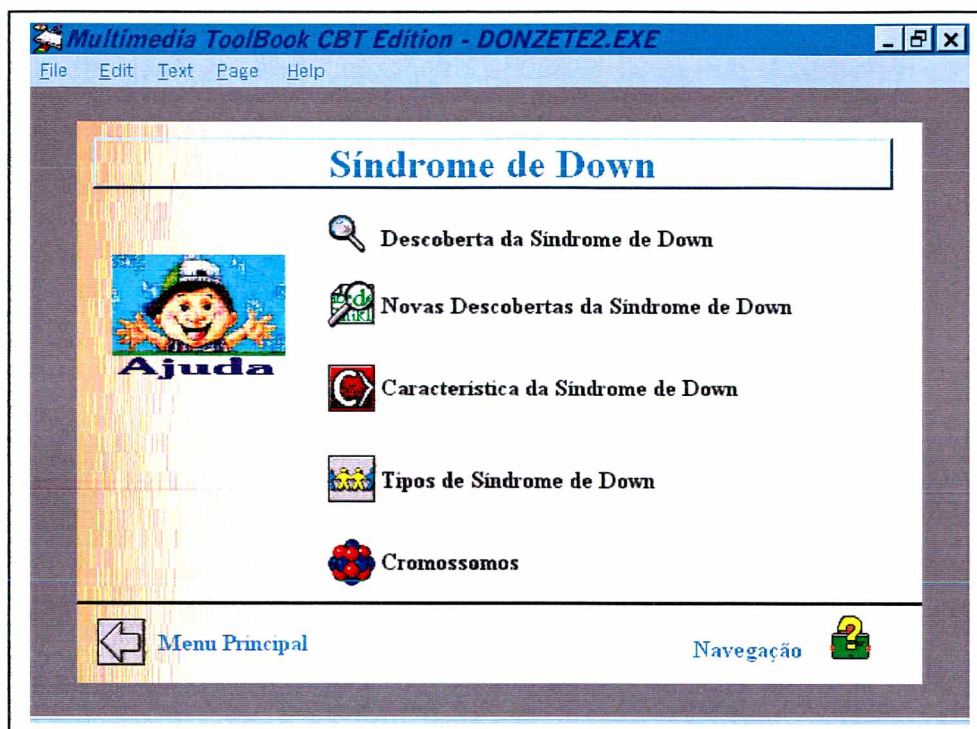 Multimedia ToolBook CBT Edition - DONZETE2.EXE
File Edit Text Page Help
Síndrome de Down
Descoberta da Síndrome de Down
Novas Descobertas da Síndrome de Down
Ajuda
Característica da Síndrome de Down
Tipos de Síndrome de Down
Cromossomos
Menu Principal
Navegação